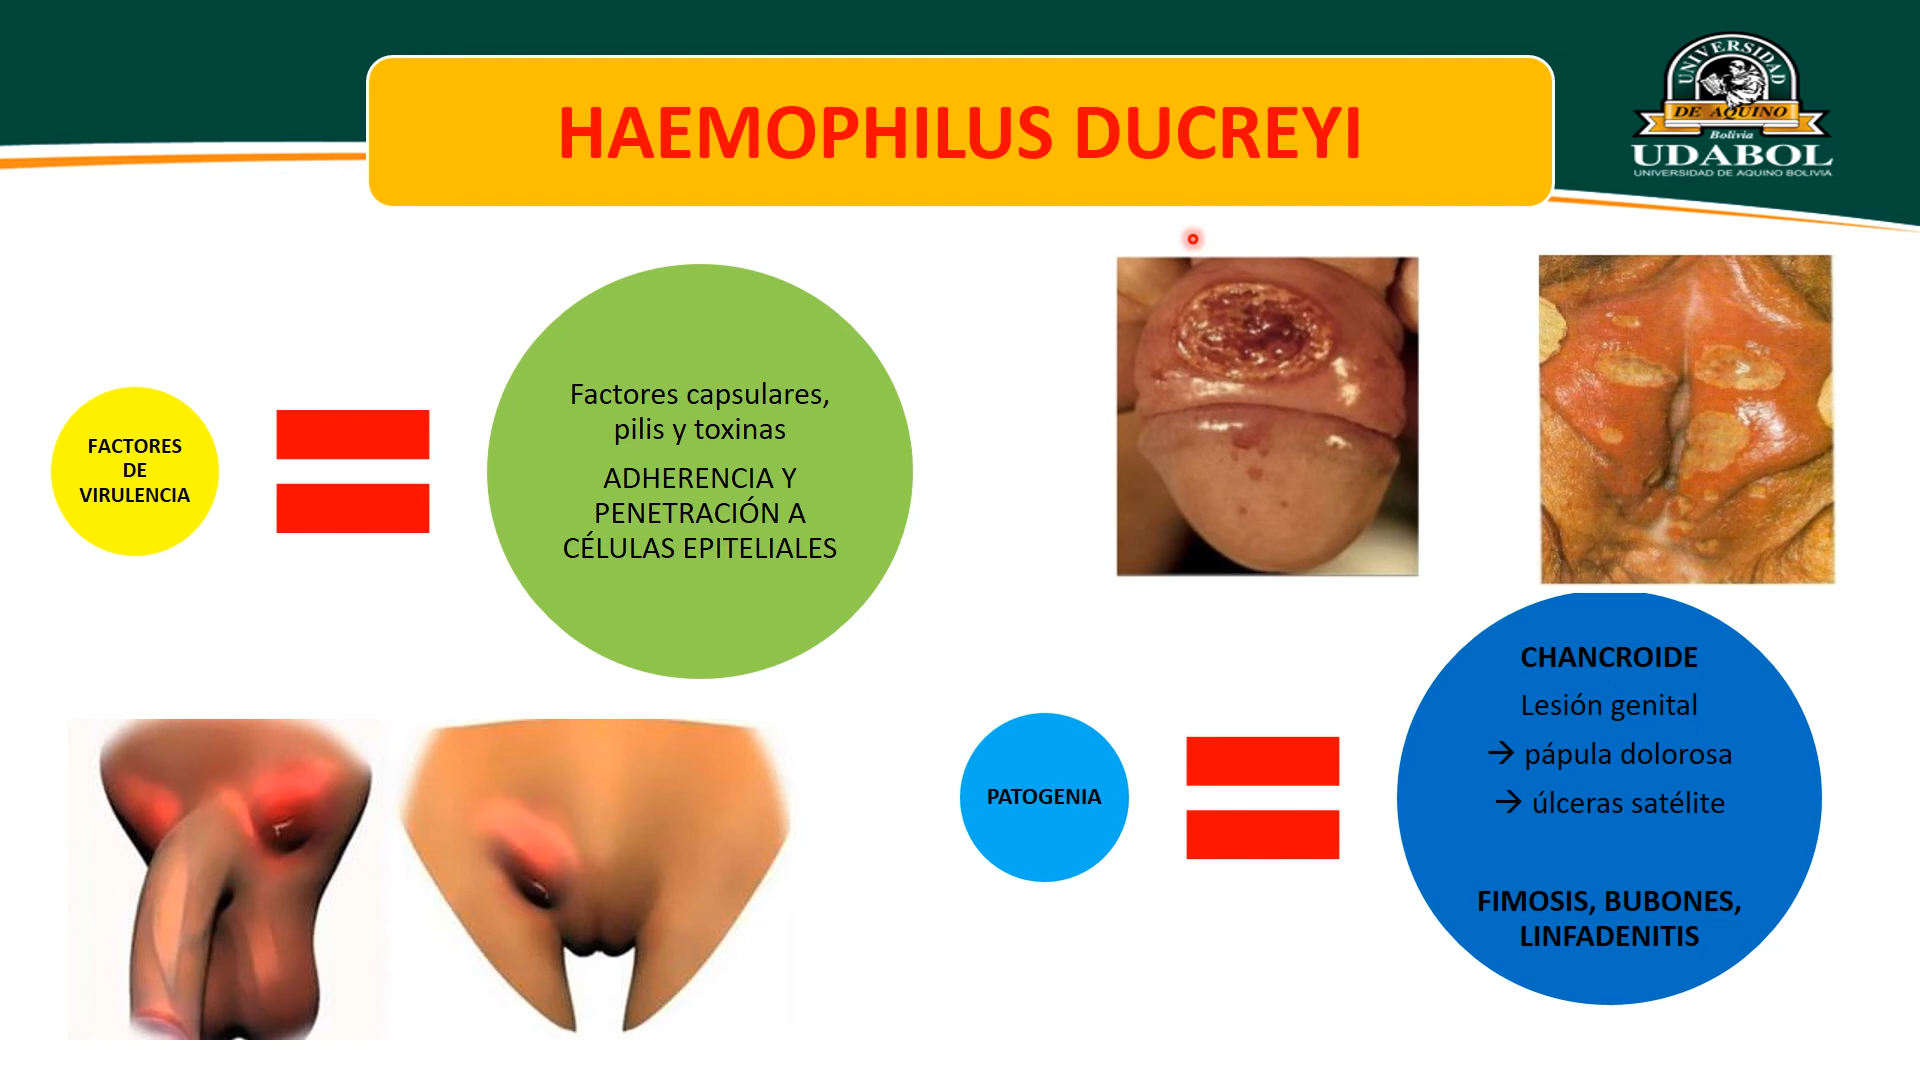 HAEMOPHILUS DUCREYI
UNIVERSIDAD
DE AQUINO
Bolivia
UDABOL
UNIVERSIDAD DE AQUINO BOLIVIA
FACTORES
DE
VIRULENCIA
Factores capsulares,
pilis y toxinas
ADHERENCIA Y
PENETRACIÓN A
CÉLULAS EPITELIALES
PATOGENIA
CHANCROIDE
Lesión genital
→ pápula dolorosa
→ úlceras satélite
FIMOSIS, BUBONES,
LINFADENITIS